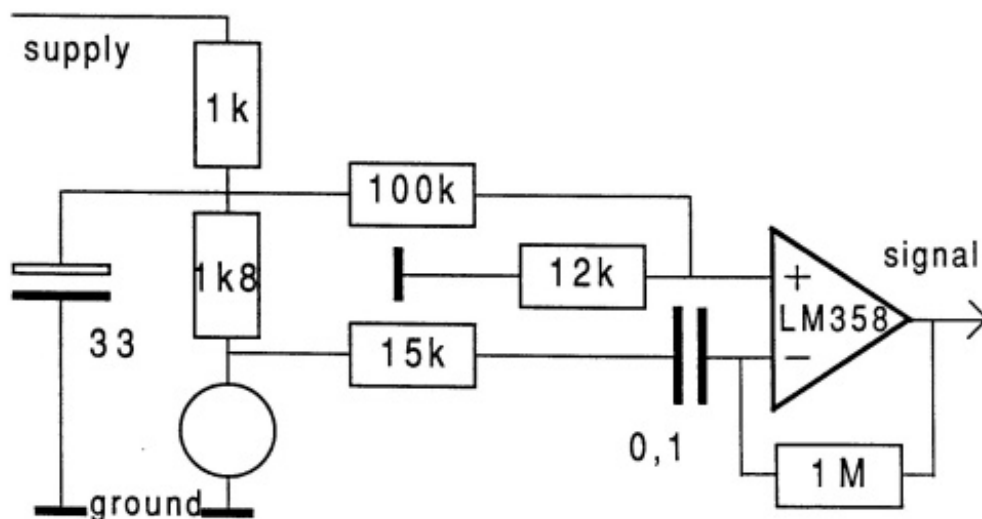 supply
1k
100k
signal
12k
+
1k8
LM358
33
15k
−
0,1
1M
ground